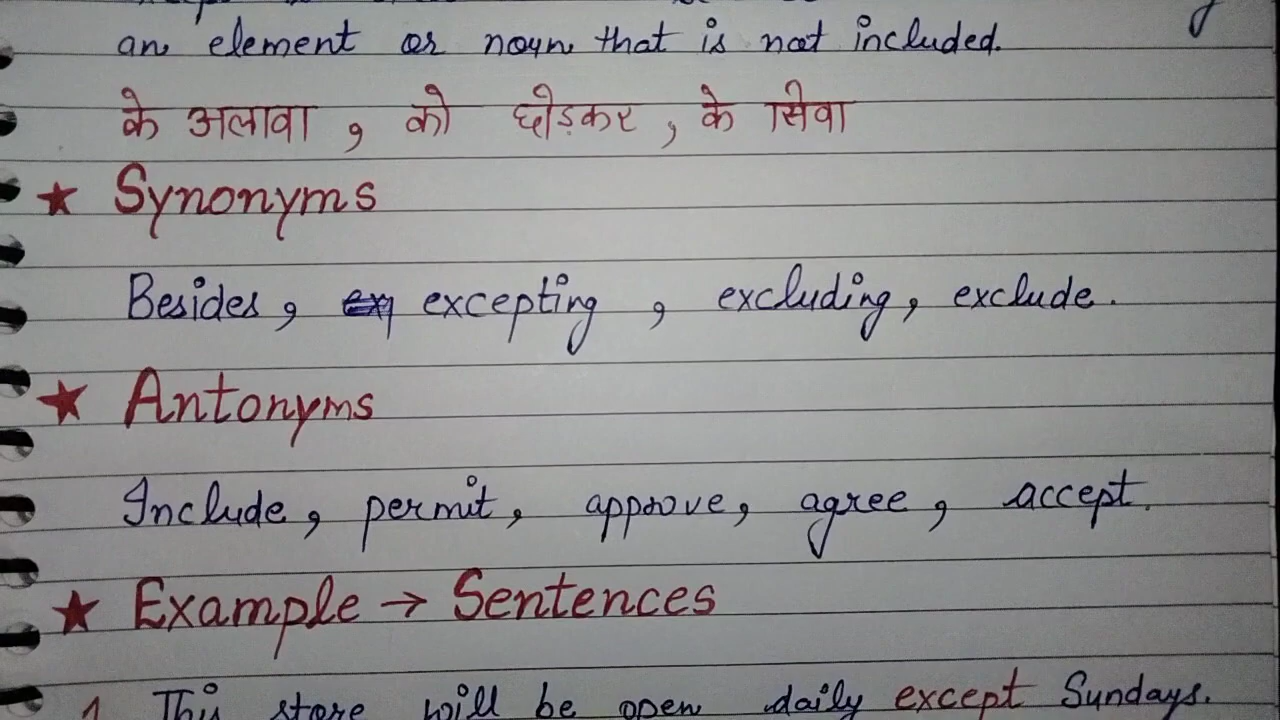 an element or noun that is not included.
के अलावा, को छोड़कर, के सिवा
★ Synonyms
Besides, excepting, excluding, exclude.
★ Antonyms
Include, permit, approve, agree, accept.
★ Example → Sentences
1 This store will be open daily except Sundays.